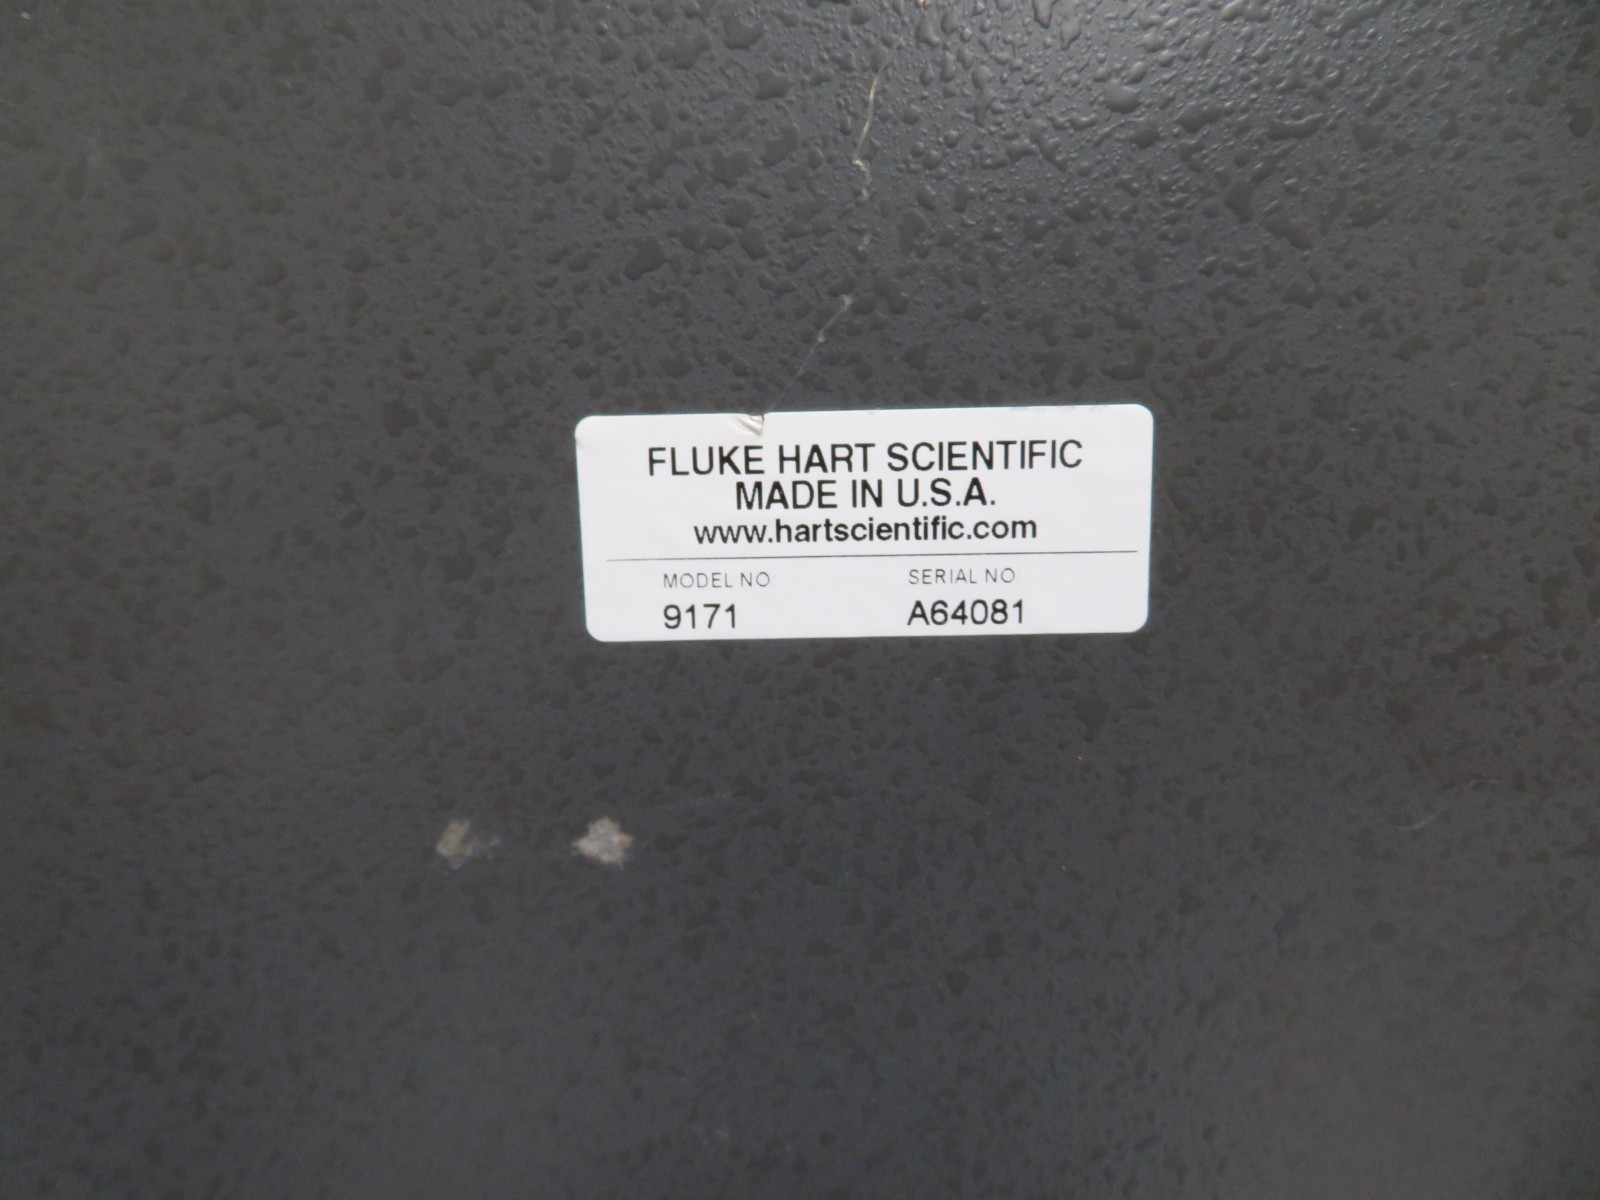 FLUKE HART SCIENTIFIC
MADE IN U.S.A.
www.hartscientific.com
MODEL NO SERIAL NO
9171 A64081